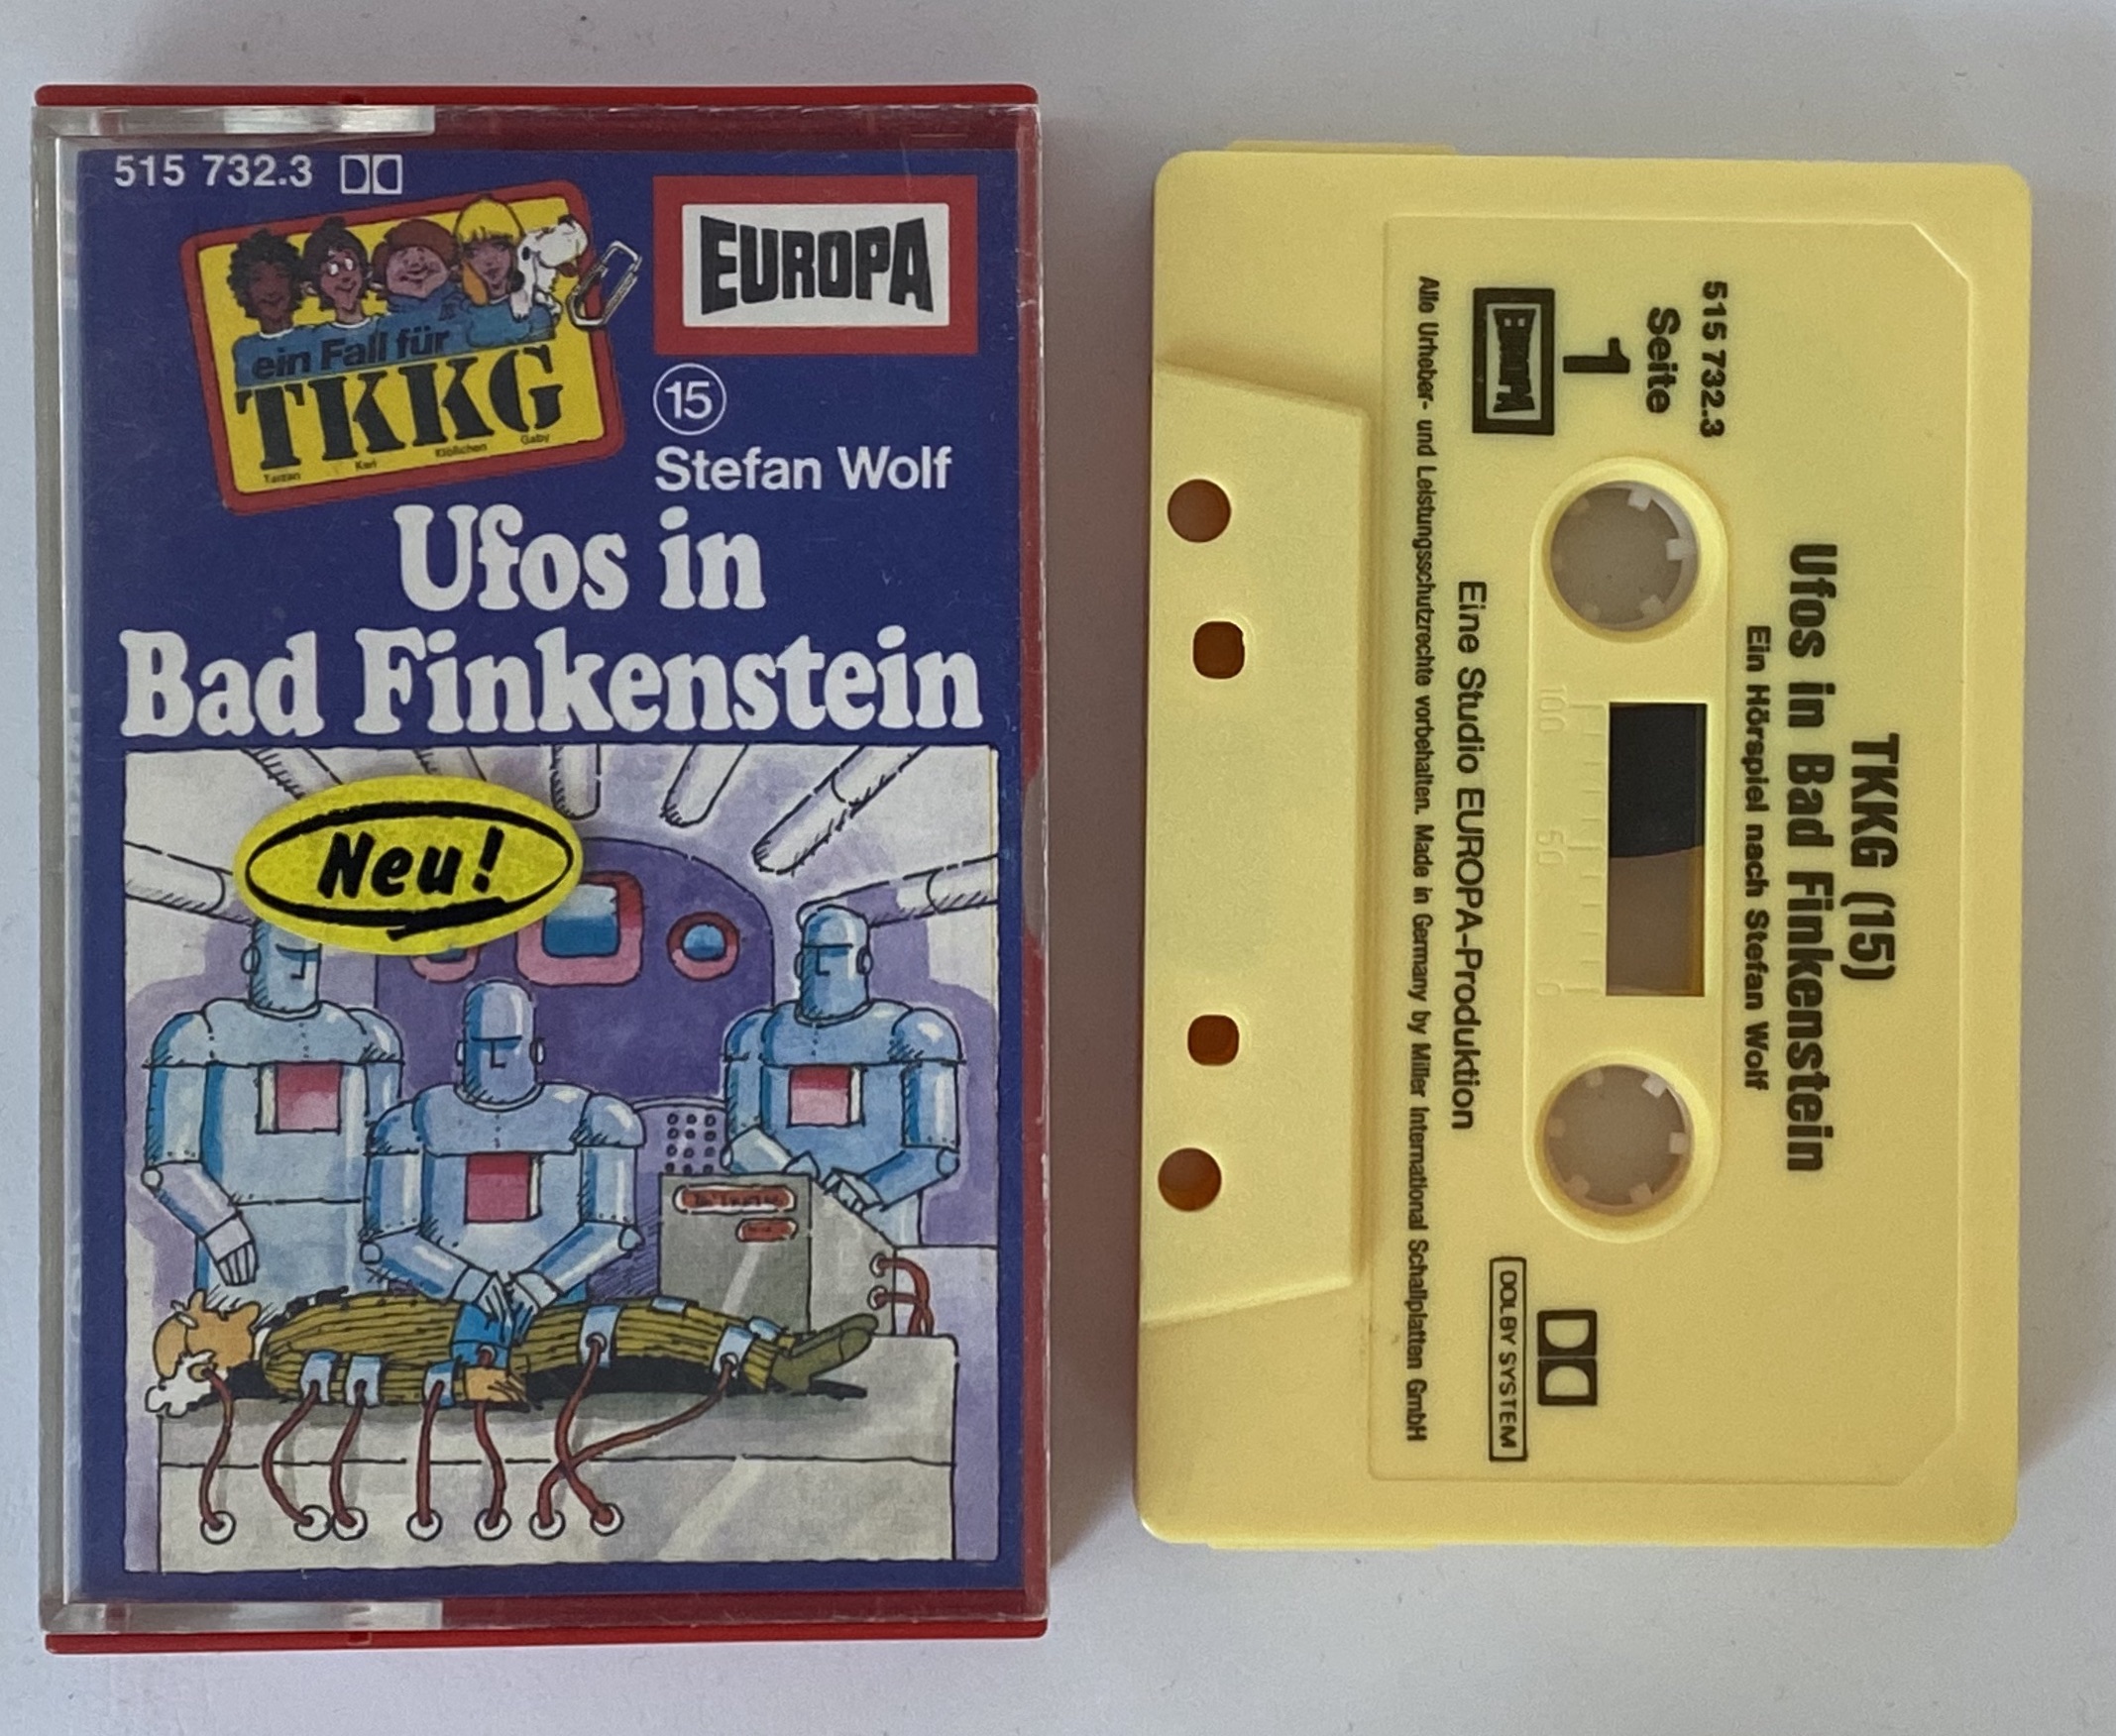 515 732.3
ein Fall für
TKKG
Tarzan Karl Klößchen Gaby
EUROPA
15
Stefan Wolf
Ufos in
Bad Finkenstein
Neu!
515 732.3
Seite
1
EUROPA
TKKG (15)
Ufos in Bad Finkenstein
Ein Hörspiel nach Stefan Wolf
100 50 0
Eine Studio EUROPA-Produktion
Alle Urheber- und Leistungsschutzrechte vorbehalten. Made in Germany by Miller International Schallplatten GmbH
DOLBY SYSTEM